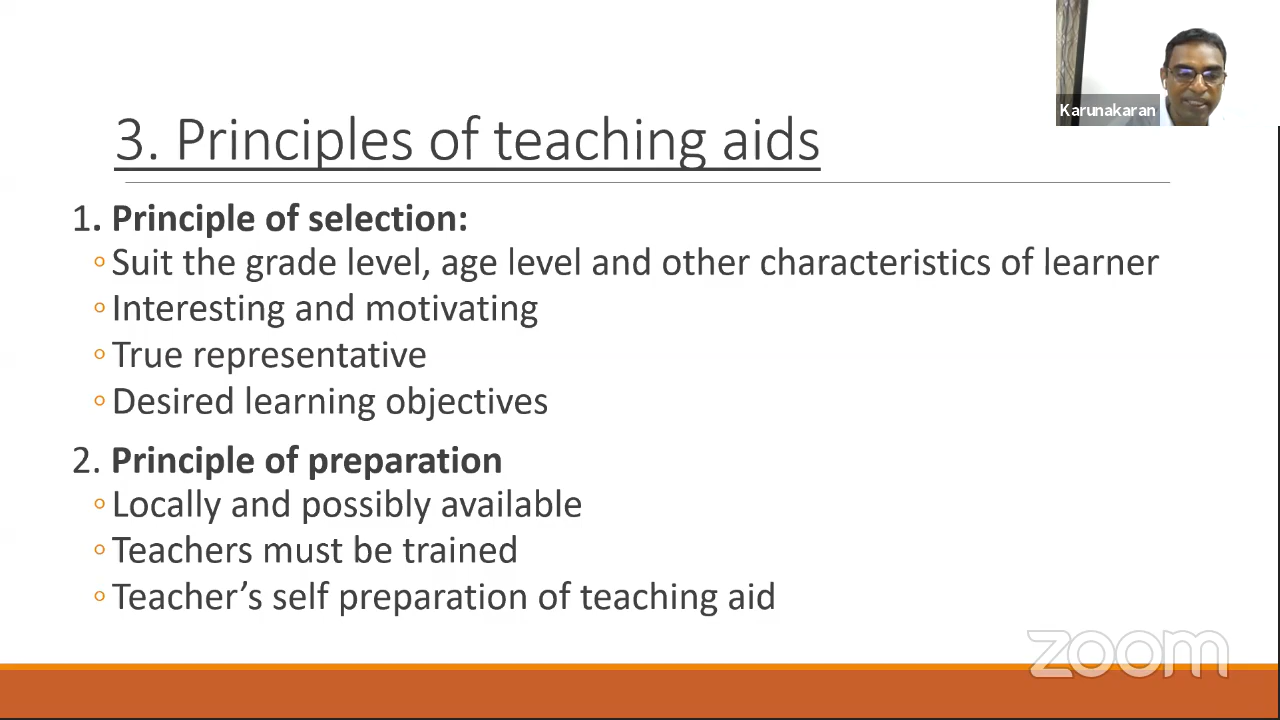 Karunakaran
3. Principles of teaching aids
1. Principle of selection:
◦Suit the grade level, age level and other characteristics of learner
◦Interesting and motivating
◦True representative
◦Desired learning objectives
2. Principle of preparation
◦Locally and possibly available
◦Teachers must be trained
◦Teacher’s self preparation of teaching aid
zoom